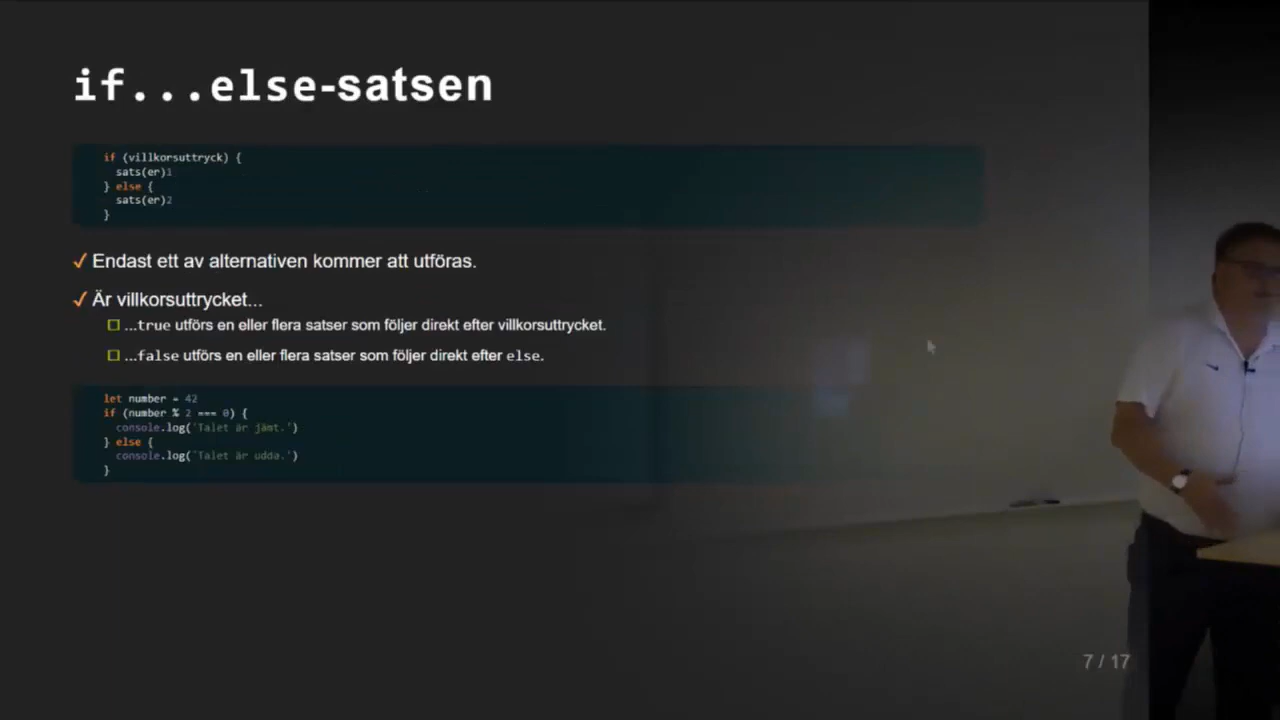 if...else-satsen
if (villkorsuttryck) {
sats(er)1
} else {
sats(er)2
}
✓ Endast ett av alternativen kommer att utföras.
✓ Är villkorsuttrycket...
...true utförs en eller flera satser som följer direkt efter villkorsuttrycket.
...false utförs en eller flera satser som följer direkt efter else.
let number = 42
if (number % 2 === 0) {
console.log('Talet är jämt.')
} else {
console.log('Talet är udda.')
}
7 / 17